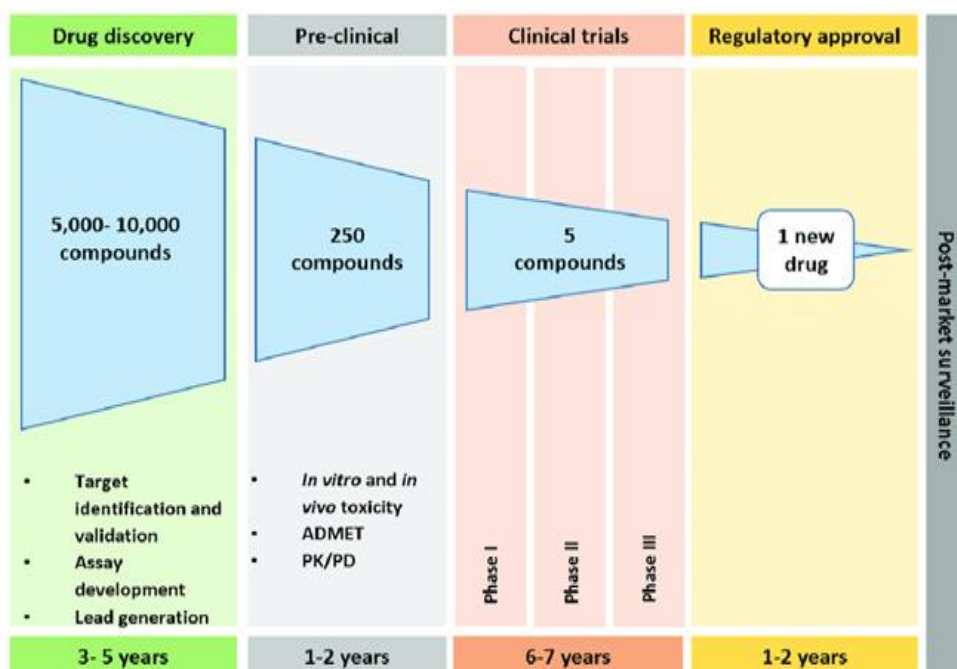 Drug discovery
Pre-clinical
Clinical trials
Regulatory approval
5,000- 10,000
compounds
250
compounds
5
compounds
1 new
drug
• Target
identification and
validation
• Assay
development
• Lead generation
• In vitro and in
vivo toxicity
• ADMET
• PK/PD
Phase I
Phase II
Phase III
3- 5 years
1-2 years
6-7 years
1-2 years
Post-market surveillance